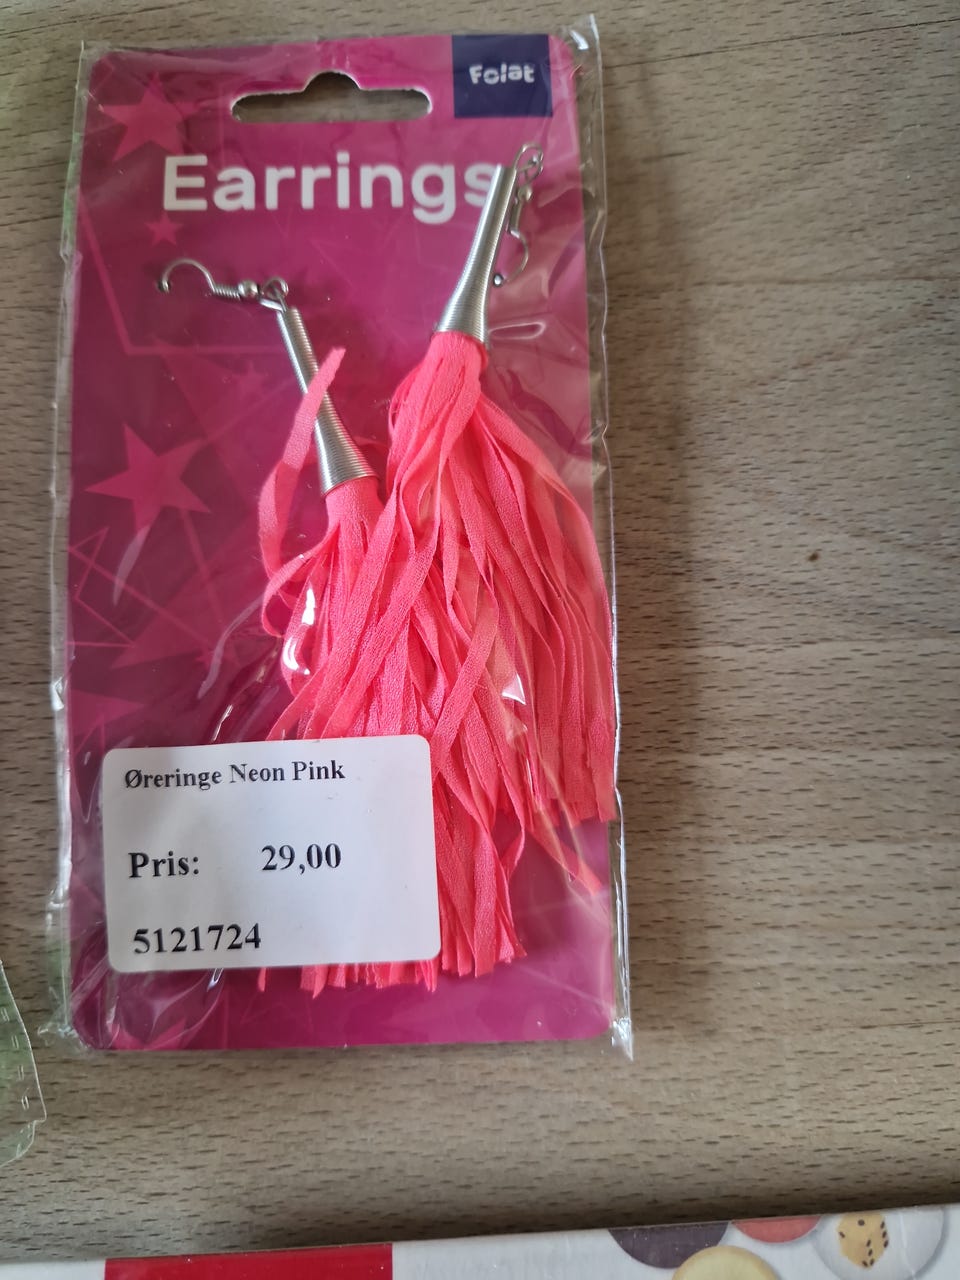 Folat
Earrings
Øreringe Neon Pink
Pris: 29,00
5121724